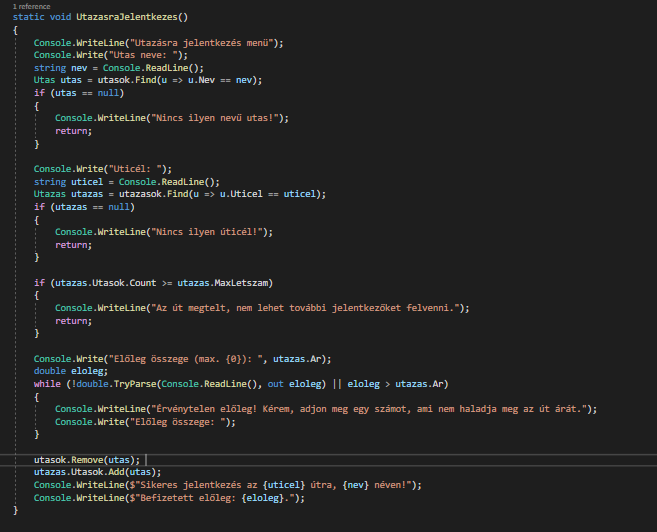 1 reference
static void UtazasraJelentkezes()
{
Console.WriteLine("Utazásra jelentkezés menü");
Console.Write("Utas neve: ");
string nev = Console.ReadLine();
Utas utas = utasok.Find(u => u.Nev == nev);
if (utas == null)
{
Console.WriteLine("Nincs ilyen nevű utas!");
return;
}
Console.Write("Uticél: ");
string uticel = Console.ReadLine();
Utazas utazas = utazasok.Find(u => u.Uticel == uticel);
if (utazas == null)
{
Console.WriteLine("Nincs ilyen úticél!");
return;
}
if (utazas.Utasok.Count >= utazas.MaxLetszam)
{
Console.WriteLine("Az út megtelt, nem lehet további jelentkezőket felvenni.");
return;
}
Console.Write("Előleg összege (max. {0}): ", utazas.Ar);
double eloleg;
while (!double.TryParse(Console.ReadLine(), out eloleg) || eloleg > utazas.Ar)
{
Console.WriteLine("Érvénytelen előleg! Kérem, adjon meg egy számot, ami nem haladja meg az út árát.");
Console.Write("Előleg összege: ");
}
utasok.Remove(utas);
utazas.Utasok.Add(utas);
Console.WriteLine($"Sikeres jelentkezés az {uticel} útra, {nev} néven!");
Console.WriteLine($"Befizetett előleg: {eloleg}.");
}